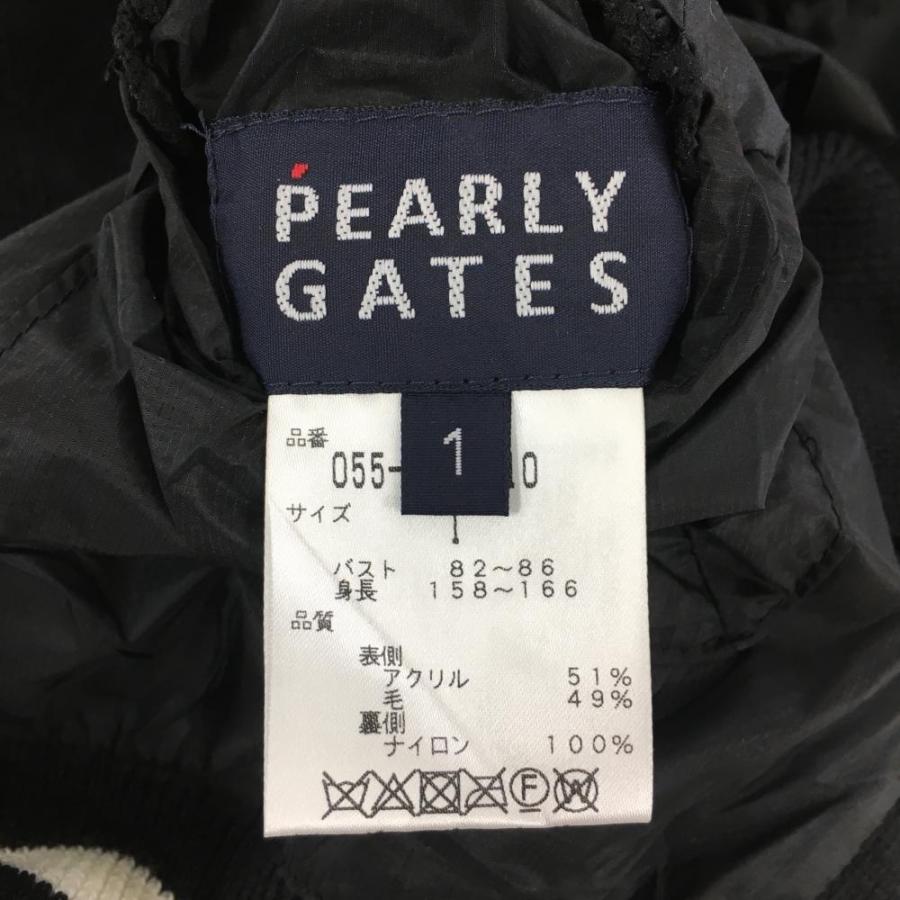 PEARLY
GATES
1
品番
055-
サイズ
バスト 82~86
身長 158~166
品質
表側
アクリル 51%
毛 49%
裏側
ナイロン 100%
F W